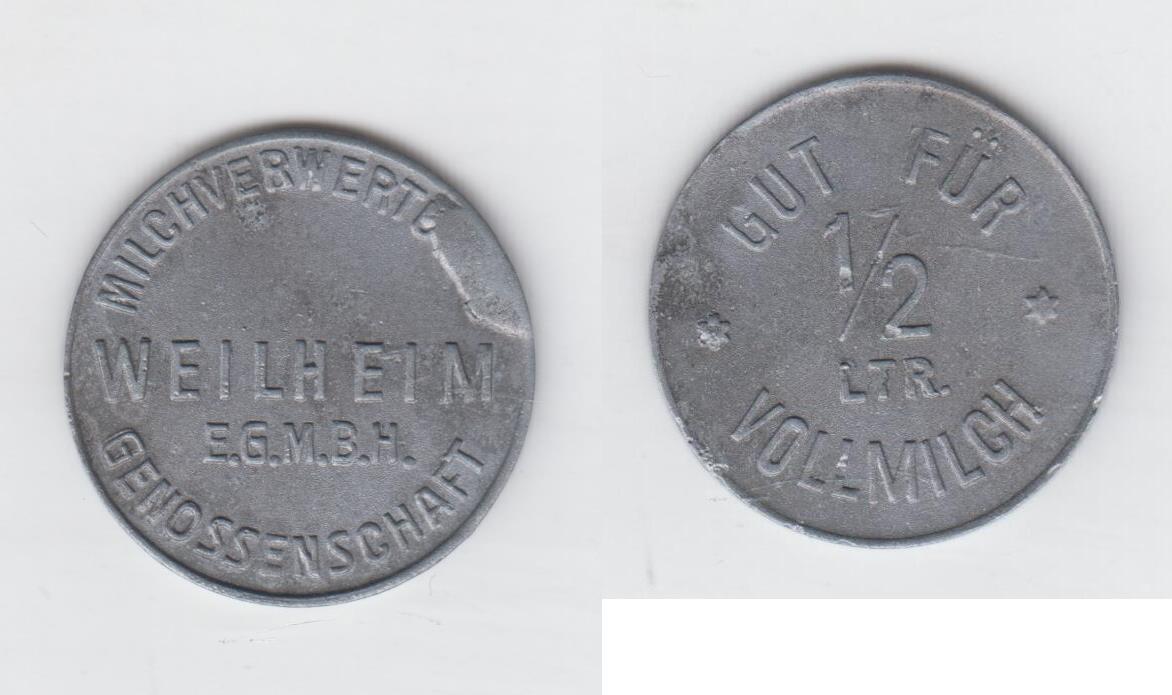 MILCHVERWERTG
WEILHEIM
E.G.M.B.H.
GENOSSENSCHAFT
GUT FÜR
1/2
LTR.
VOLLMILCH